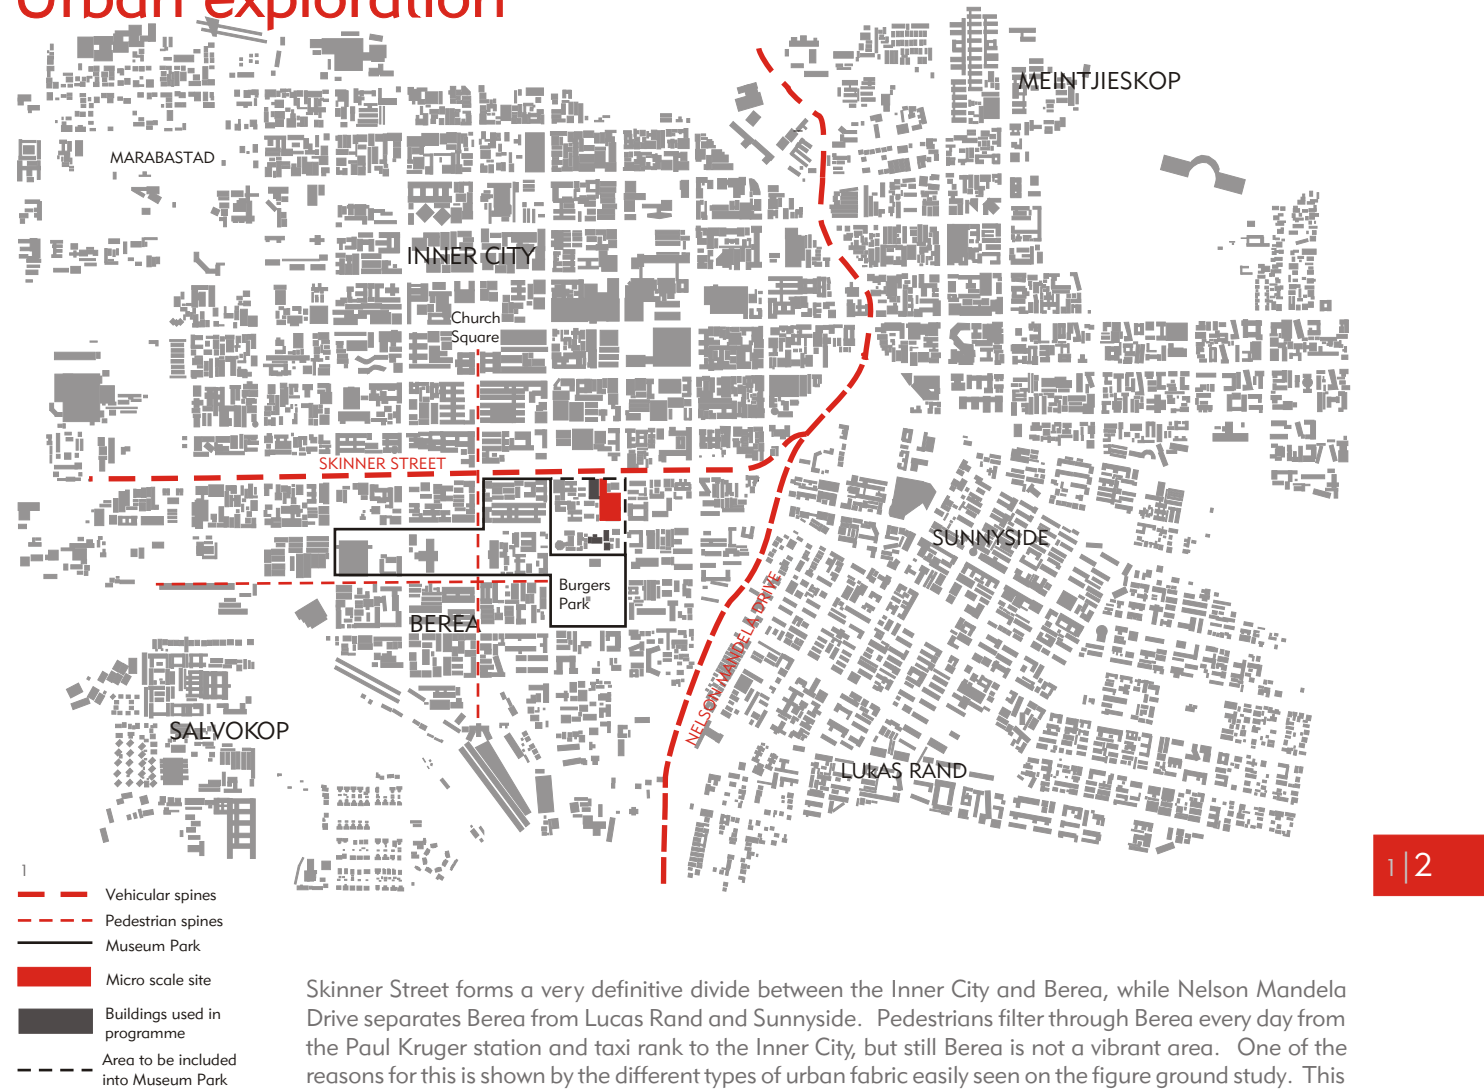 Urban exploration
MEINTJIESKOP
MARABASTAD
INNER CITY
Church
Square
SKINNER STREET
SUNNYSIDE
Burgers
Park
BEREA
NELSON MANDELA DRIVE
SALVOKOP
LUkAS RAND
1
1|2
Vehicular spines
Pedestrian spines
Museum Park
Micro scale site
Buildings used in
programme
Area to be included
into Museum Park
Skinner Street forms a very definitive divide between the Inner City and Berea, while Nelson Mandela
Drive separates Berea from Lucas Rand and Sunnyside. Pedestrians filter through Berea every day from
the Paul Kruger station and taxi rank to the Inner City, but still Berea is not a vibrant area. One of the
reasons for this is shown by the different types of urban fabric easily seen on the figure ground study. This